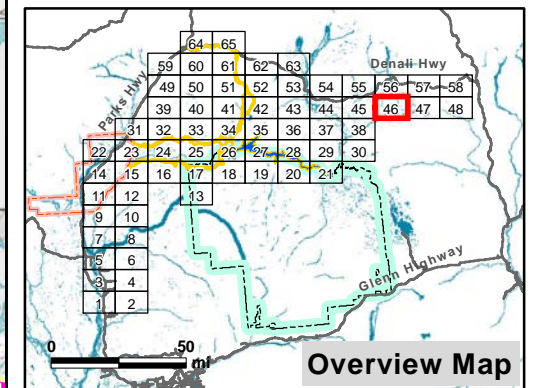 64 65
59 60 61 62 63 Denali Hwy
49 50 51 52 53 54 55 56 57 58
Parks Hwy 39 40 41 42 43 44 45 46 47 48
31 32 33 34 35 36 37 38
22 23 24 25 26 27 28 29 30
14 15 16 17 18 19 20 21
11 12 13
9 10
7 8
5 6
3 4
1 2
Glenn Highway
0 50
mi
Overview Map